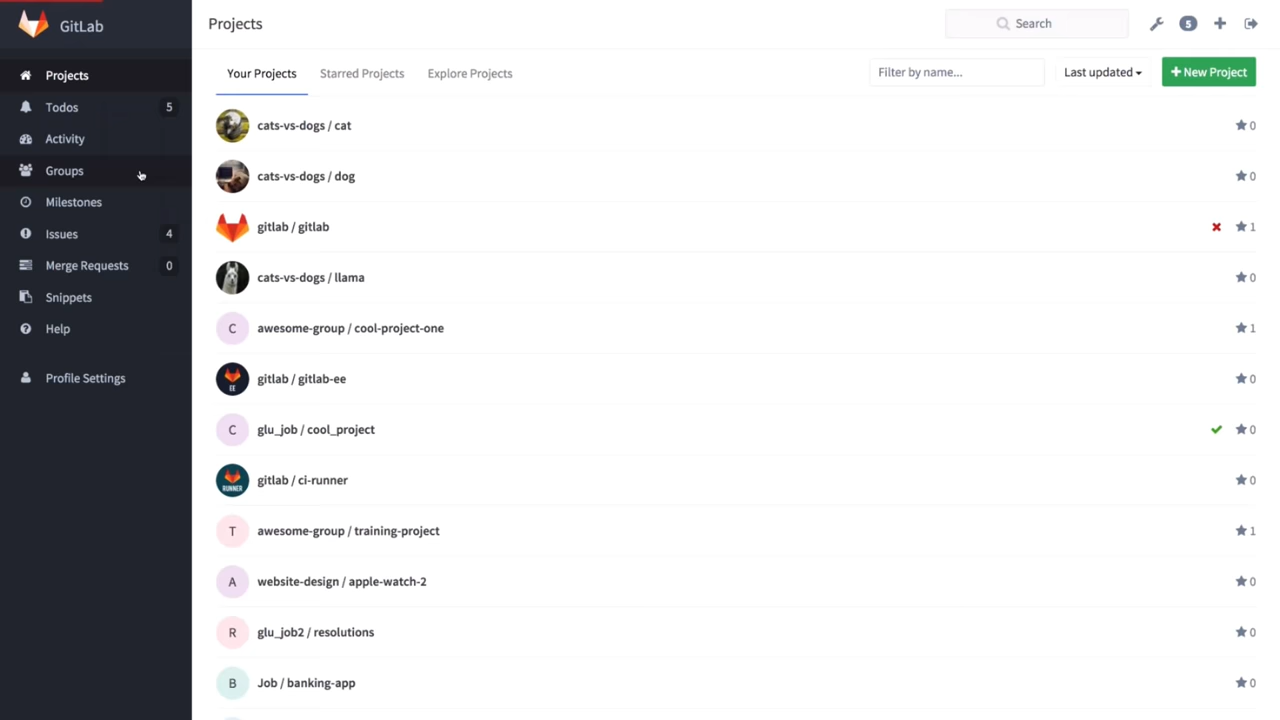 GitLab
Projects
Search
5
Projects
Todos 5
Activity
Groups
Milestones
Issues 4
Merge Requests 0
Snippets
Help
Profile Settings
Your Projects Starred Projects Explore Projects
Filter by name...
Last updated
+ New Project
cats-vs-dogs / cat 0
cats-vs-dogs / dog 0
gitlab / gitlab 1
cats-vs-dogs / llama 0
C awesome-group / cool-project-one 1
EE gitlab / gitlab-ee 0
C glu_job / cool_project 0
RUNNER gitlab / ci-runner 0
T awesome-group / training-project 1
A website-design / apple-watch-2 0
R glu_job2 / resolutions 0
B Job / banking-app 0